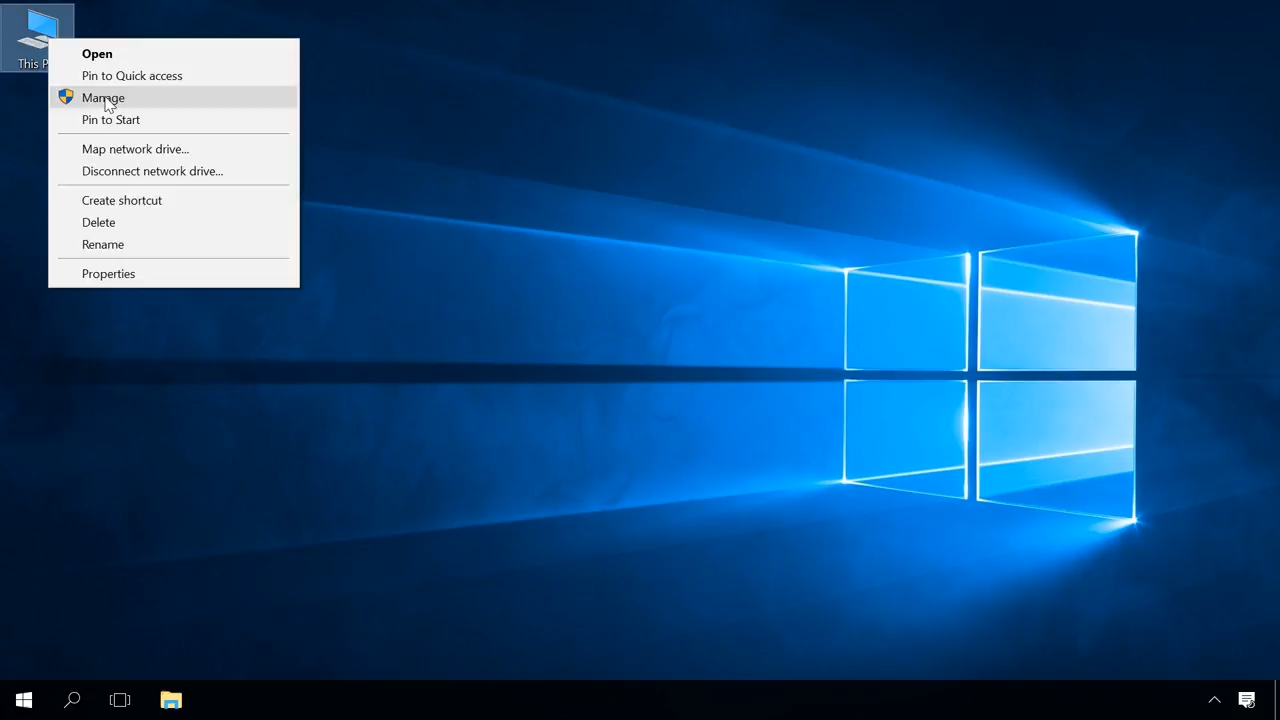 This P
Open
Pin to Quick access
Manage
Pin to Start
Map network drive...
Disconnect network drive...
Create shortcut
Delete
Rename
Properties